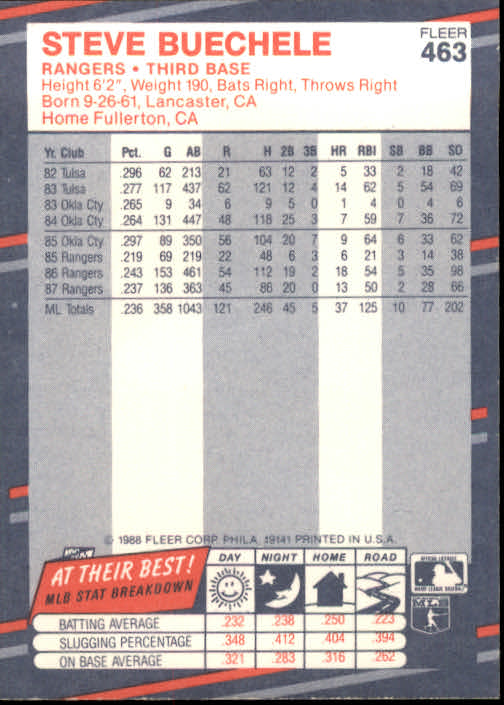 STEVE BUECHELE
FLEER
463
RANGERS • THIRD BASE
Height 6'2", Weight 190, Bats Right, Throws Right
Born 9-26-61, Lancaster, CA
Home Fullerton, CA
Yr. Club Pct. G AB R H 2B 3B HR RBI SB BB SO
82 Tulsa .296 62 213 21 63 12 2 5 33 2 18 42
83 Tulsa .277 117 437 62 121 12 4 14 62 5 54 69
83 Okla Cty .265 9 34 6 9 5 0 1 4 0 4 6
84 Okla Cty .264 131 447 48 118 25 3 7 59 7 36 72
85 Okla Cty .297 89 350 56 104 20 7 9 64 6 33 62
85 Rangers .219 69 219 22 48 6 3 6 21 3 14 38
86 Rangers .243 153 461 54 112 19 2 18 54 5 35 98
87 Rangers .237 136 363 45 86 20 0 13 50 2 28 66
ML Totals .236 358 1043 121 246 45 5 37 125 10 77 202
© 1988 FLEER CORP. PHILA. 19141 PRINTED IN U.S.A.
AT THEIR BEST!
MLB STAT BREAKDOWN
DAY NIGHT HOME ROAD
BATTING AVERAGE .232 .238 .250 .223
SLUGGING PERCENTAGE .348 .412 .404 .394
ON BASE AVERAGE .321 .283 .316 .262
OFFICIAL LICENSEE
MAJOR LEAGUE BASEBALL